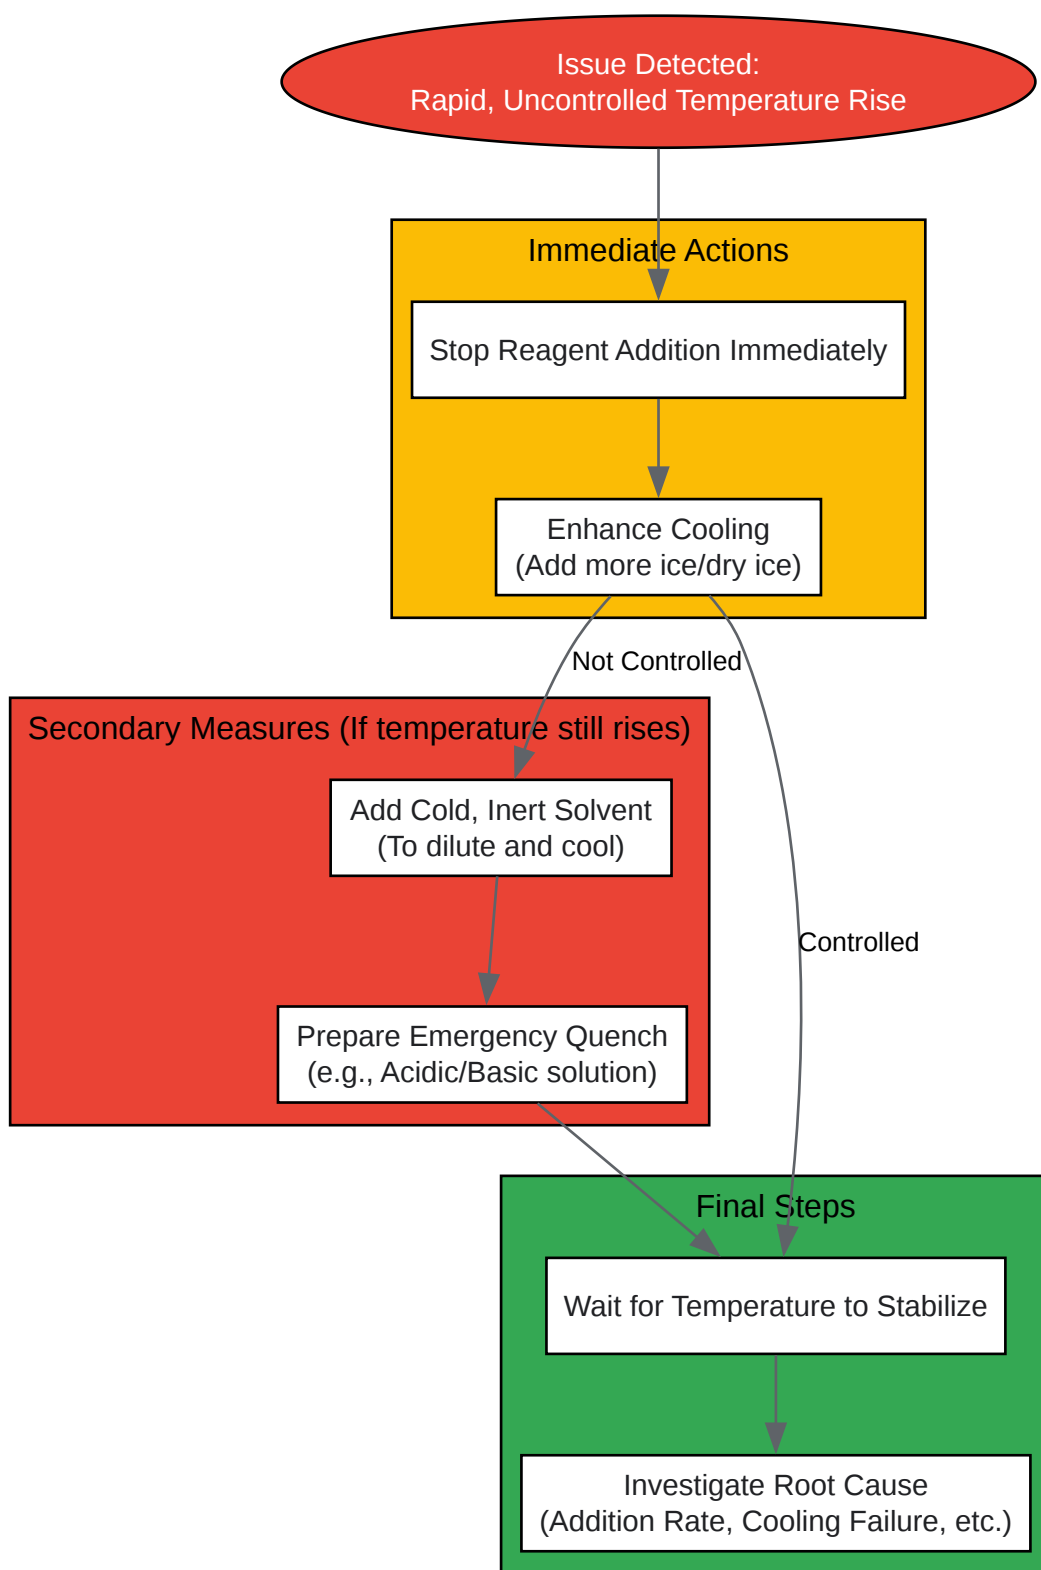 Issue Detected:
Rapid, Uncontrolled Temperature Rise
Immediate Actions
Stop Reagent Addition Immediately
Enhance Cooling
(Add more ice/dry ice)
Not Controlled
Secondary Measures (If temperature still rises)
Add Cold, Inert Solvent
(To dilute and cool)
Controlled
Prepare Emergency Quench
(e.g., Acidic/Basic solution)
Final Steps
Wait for Temperature to Stabilize
Investigate Root Cause
(Addition Rate, Cooling Failure, etc.)